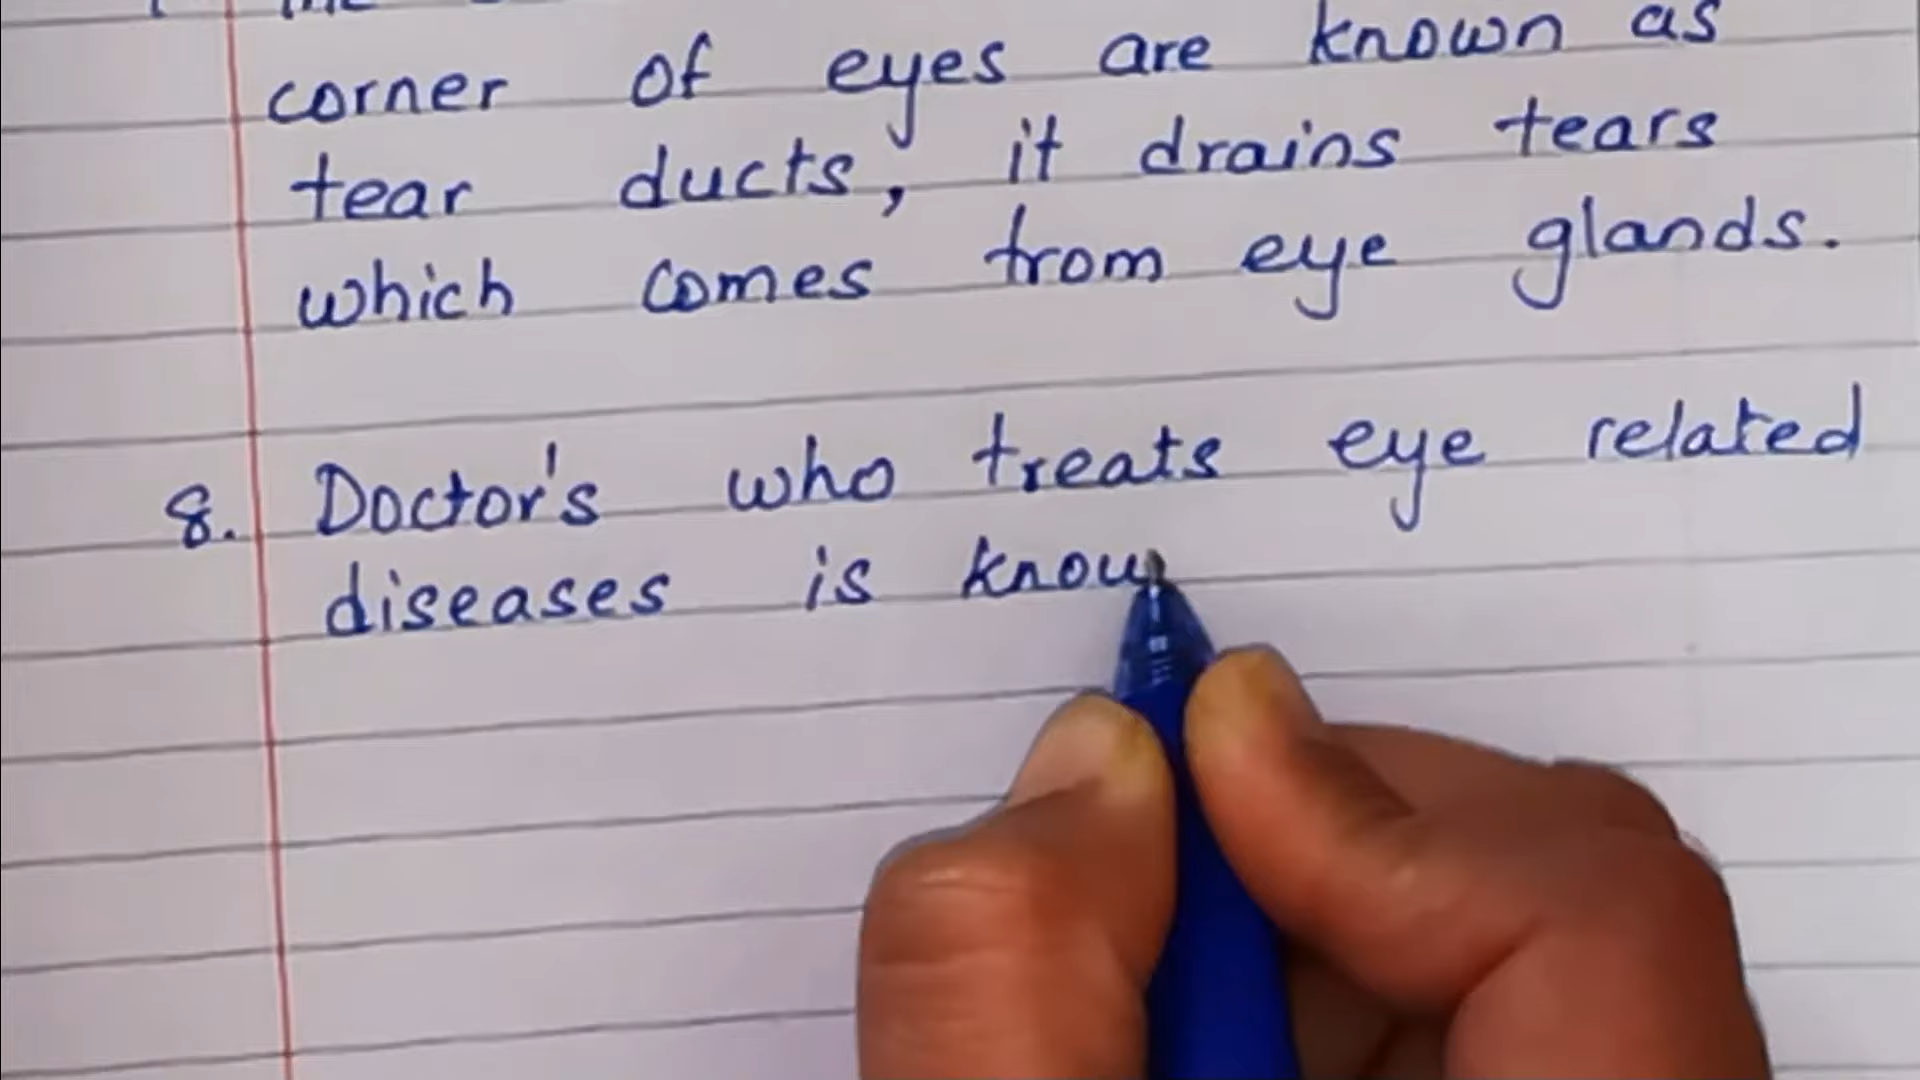 corner of eyes are known as
tear ducts, it drains tears
which comes from eye glands.
8. Doctor's who treats eye related
diseases is know